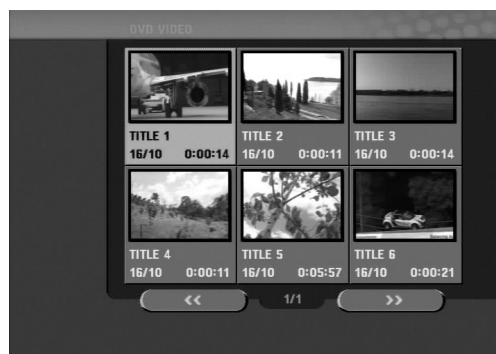 DVD VIDEO
TITLE 1
16/10 0:00:14
TITLE 2
16/10 0:00:11
TITLE 3
16/10 0:00:14
TITLE 4
16/10 0:00:11
TITLE 5
16/10 0:05:57
TITLE 6
16/10 0:00:21
<< 1/1 >>